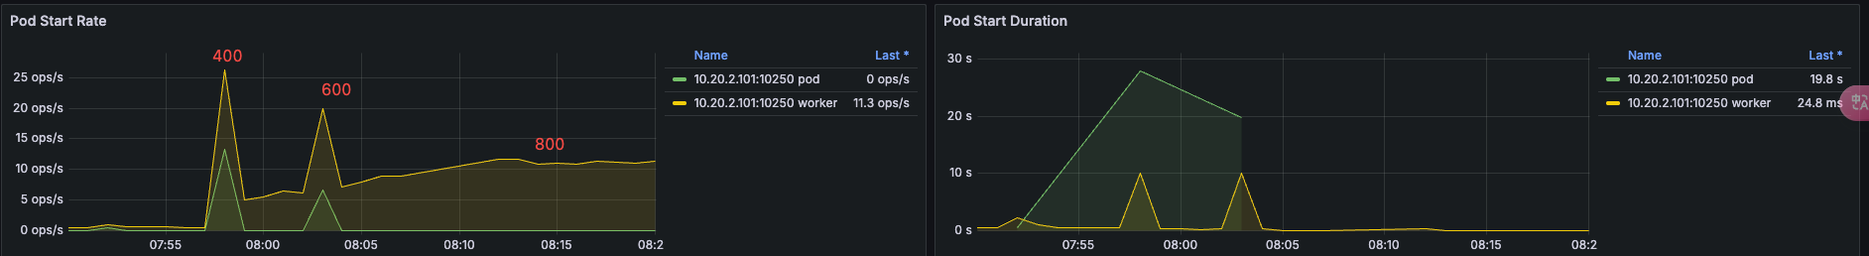 Pod Start Rate
400
600
800
25 ops/s
20 ops/s
15 ops/s
10 ops/s
5 ops/s
0 ops/s
07:55 08:00 08:05 08:10 08:15 08:2
Name Last *
10.20.2.101:10250 pod 0 ops/s
10.20.2.101:10250 worker 11.3 ops/s
Pod Start Duration
30 s
20 s
10 s
0 s
07:55 08:00 08:05 08:10 08:15 08:2
Name Last *
10.20.2.101:10250 pod 19.8 s
10.20.2.101:10250 worker 24.8 ms
中A